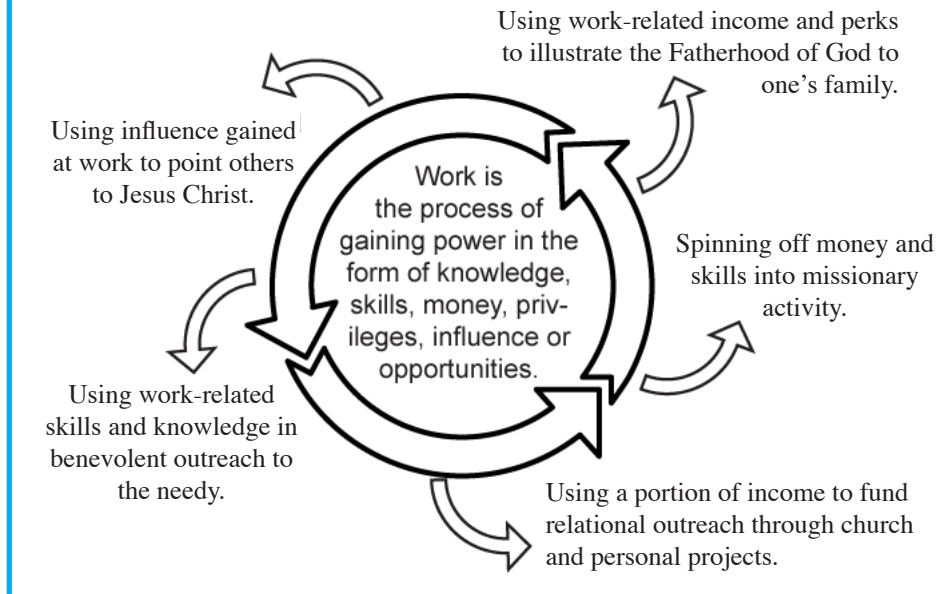 Using work-related income and perks
to illustrate the Fatherhood of God to
one’s family.
Using influence gained
at work to point others
to Jesus Christ.
Work is
the process of
gaining power in the
form of knowledge,
skills, money, priv-
ileges, influence or
opportunities.
Spinning off money and
skills into missionary
activity.
Using work-related
skills and knowledge in
benevolent outreach to
the needy.
Using a portion of income to fund
relational outreach through church
and personal projects.